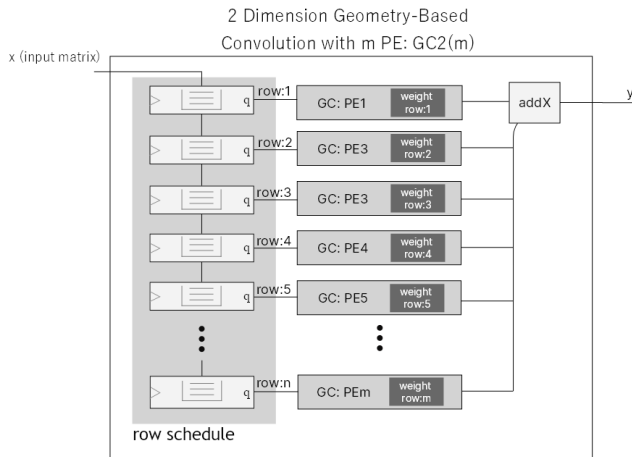 2 Dimension Geometry-Based
Convolution with m PE: GC2(m)
x (input matrix)
y
q row:1 GC: PE1 weight row:1 addX
q row:2 GC: PE3 weight row:2
q row:3 GC: PE3 weight row:3
q row:4 GC: PE4 weight row:4
q row:5 GC: PE5 weight row:5
q row:n GC: PEm weight row:m
row schedule